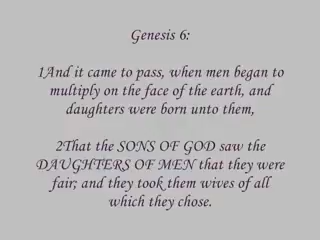 Genesis 6:
1And it came to pass, when men began to
multiply on the face of the earth, and
daughters were born unto them,
2That the SONS OF GOD saw the
DAUGHTERS OF MEN that they were
fair; and they took them wives of all
which they chose.